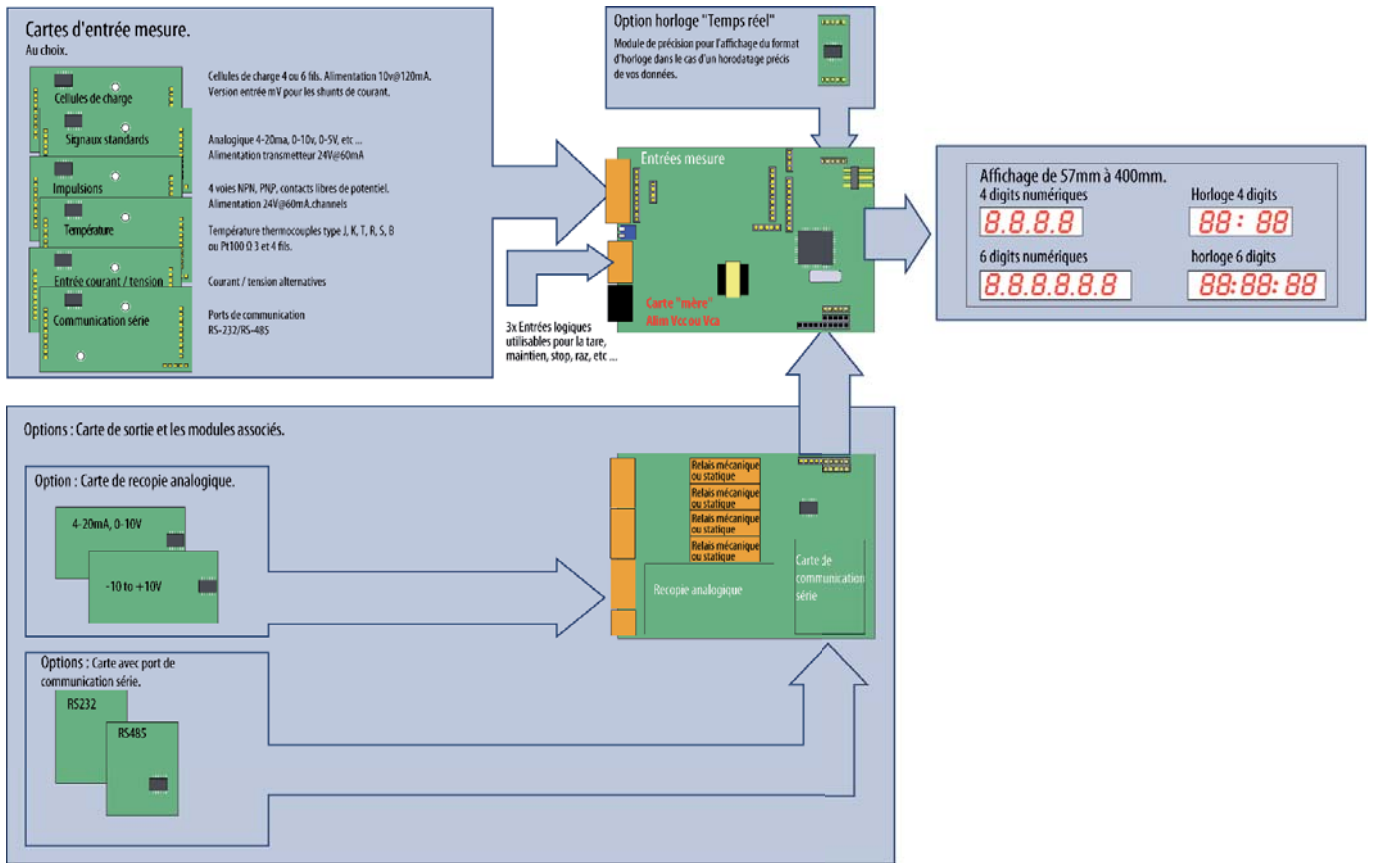 Cartes d'entrée mesure.
Au choix.
Cellules de charge
Signaux standards
Impulsions
Température
Entrée courant / tension
Communication série
Cellules de charge 4 ou 6 fils. Alimentation 10v@120mA.
Version entrée mV pour les shunts de courant.
Analogique 4-20ma, 0-10v, 0-5V, etc ...
Alimentation transmetteur 24V@60mA
4 voies NPN, PNP, contacts libres de potentiel.
Alimentation 24V@60mA.channels
Température thermocouples type J, K, T, R, S, B
ou Pt100 Ω 3 et 4 fils.
Courant / tension alternatives
Ports de communication
RS-232/RS-485
Option horloge "Temps réel"
Module de précision pour l'affichage du format
d'horloge dans le cas d'un horodatage précis
de vos données.
Entrées mesure
Carte "mère"
Alim Vcc ou Vca
3x Entrées logiques
utilisables pour la tare,
maintien, stop, raz, etc ...
Affichage de 57mm à 400mm.
4 digits numériques
8.8.8.8
Horloge 4 digits
88: 88
6 digits numériques
8.8.8.8.8.8
horloge 6 digits
88:88:88
Options : Carte de sortie et les modules associés.
Option : Carte de recopie analogique.
4-20mA, 0-10V
-10 to +10V
Options : Carte avec port de
communication série.
RS232
RS485
Relais mécanique
ou statique
Relais mécanique
ou statique
Relais mécanique
ou statique
Relais mécanique
ou statique
Recopie analogique
Carte de
communication
série